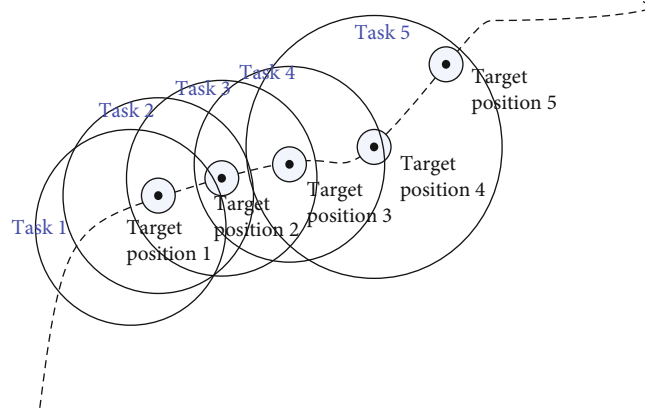 Task 5
Task 4
Task 3
Task 2
Task 1
Target
position 5
Target
position 4
Target
position 3
Target
position 2
Target
position 1